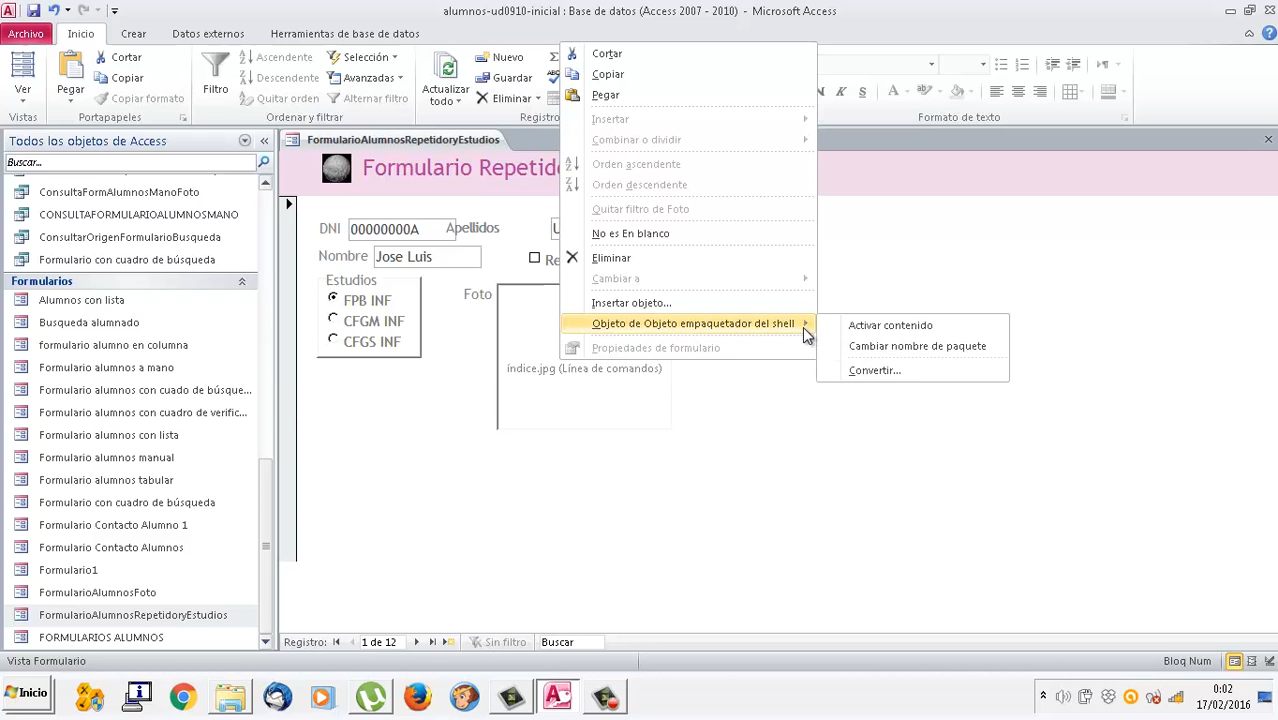 alumnos-ud0910-inicial : Base de datos (Access 2007 - 2010) - Microsoft Access
Archivo Inicio Crear Datos externos Herramientas de base de datos
Ver
Vistas
Pegar
Cortar
Copiar
Copiar formato
Portapapeles
Filtro
Ascendente
Descendente
Quitar orden
Selección
Avanzadas
Alternar filtro
Ordenar y filtrar
Actualizar
todo
Nuevo
Guardar
Eliminar
Regist
Formato de texto
Todos los objetos de Access
Buscar...
ConsultaFormAlumnosManoFoto
CONSULTAFORMULARIOALUMNOSMANO
ConsultarOrigenFormularioBusqueda
Formulario con cuadro de búsqueda
Formularios
Alumnos con lista
Busqueda alumnado
formulario alumno en columna
Formulario alumnos a mano
Formulario alumnos con cuado de búsque...
Formulario alumnos con cuadro de verific...
Formulario alumnos con lista
Formulario alumnos manual
Formulario alumnos tabular
Formulario con cuadro de búsqueda
Formulario Contacto Alumno 1
Formulario Contacto Alumnos
Formulario1
FormularioAlumnosFoto
FormularioAlumnosRepetidoryEstudios
FORMULARIOS ALUMNOS
FormularioAlumnosRepetidoryEstudios
Formulario Repetid
DNI 00000000A Apellidos
Nombre Jose Luis Re
Estudios
FPB INF
CFGM INF
CFGS INF
Foto
índice.jpg (Línea de comandos)
Cortar
Copiar
Pegar
Insertar
Combinar o dividir
Orden ascendente
Orden descendente
Quitar filtro de Foto
No es En blanco
Eliminar
Cambiar a
Insertar objeto...
Objeto de Objeto empaquetador del shell
Propiedades de formulario
Activar contenido
Cambiar nombre de paquete
Convertir...
Registro: 1 de 12 Sin filtro Buscar
Vista Formulario Bloq Num
Inicio
0:02
17/02/2016